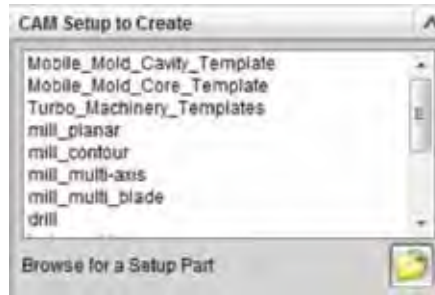 CAM Setup to Create
Mobile_Mold_Cavity_Template
Mobile_Mold_Core_Template
Turbo_Machinery_Templates
mill_planar
mill_contour
mill_multi-axis
mill_multi_blade
drill
Browse for a Setup Part